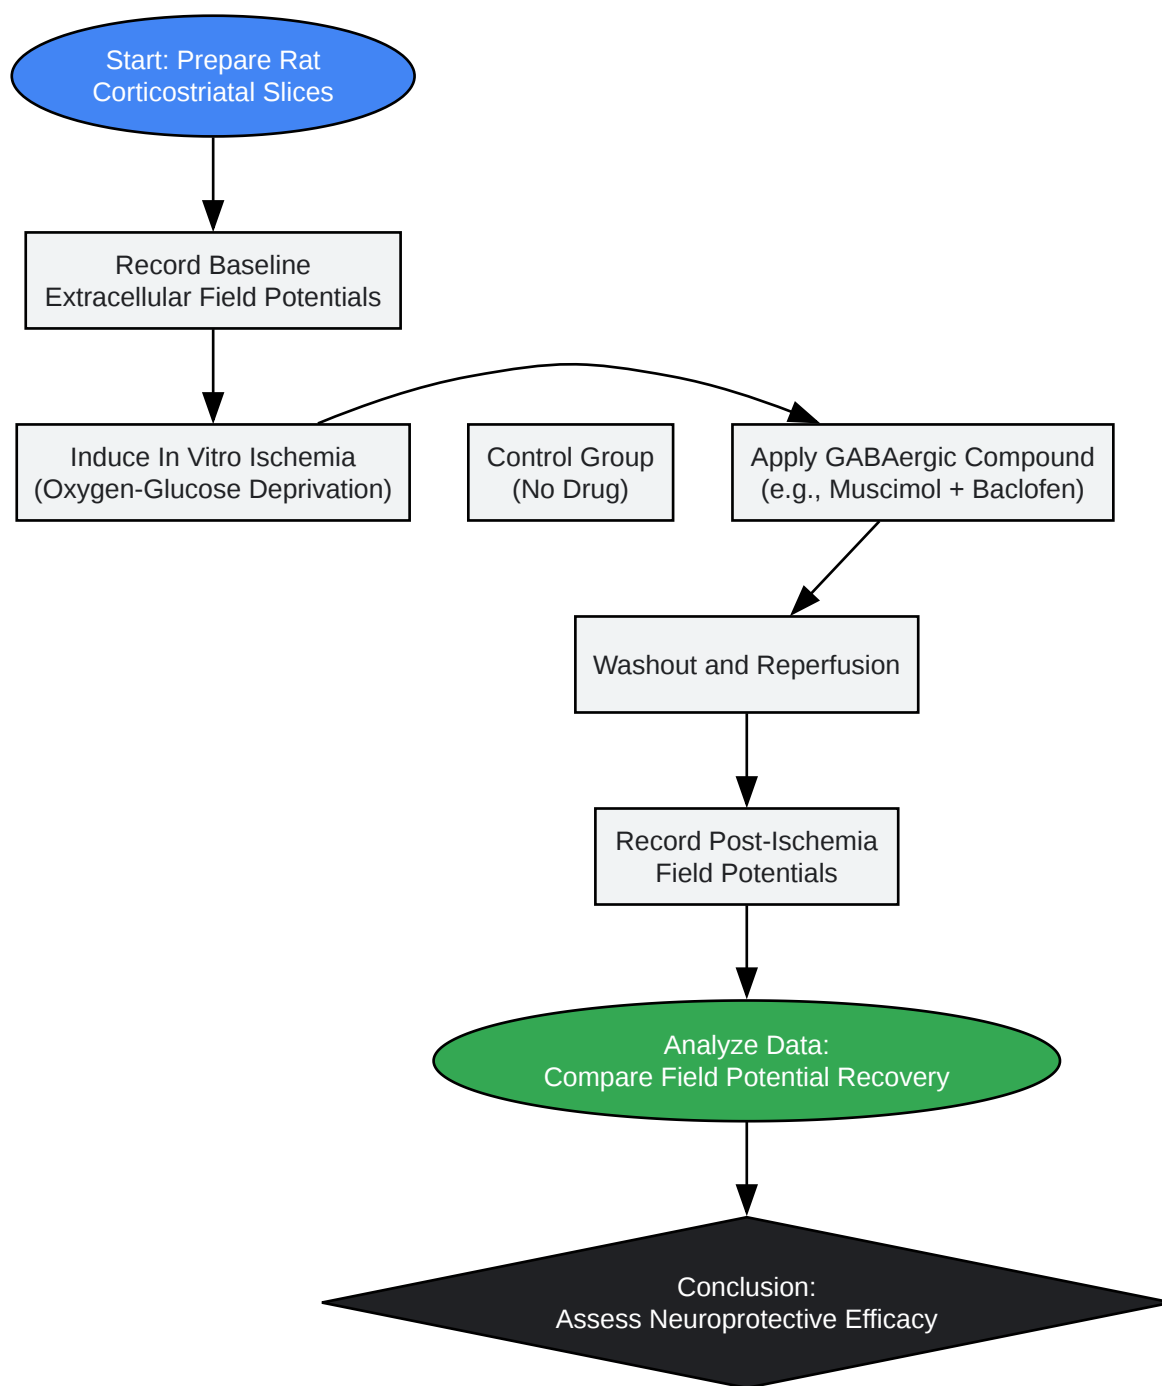 Start: Prepare Rat
Corticostriatal Slices
Record Baseline
Extracellular Field Potentials
Induce In Vitro Ischemia
(Oxygen-Glucose Deprivation)
Control Group
(No Drug)
Apply GABAergic Compound
(e.g., Muscimol + Baclofen)
Washout and Reperfusion
Record Post-Ischemia
Field Potentials
Analyze Data:
Compare Field Potential Recovery
Conclusion:
Assess Neuroprotective Efficacy